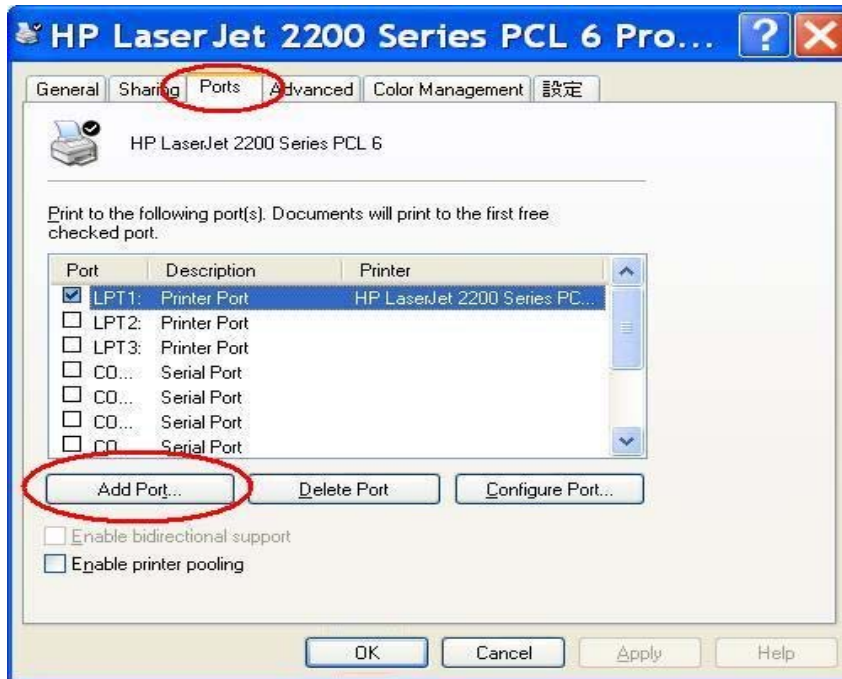 HP LaserJet 2200 Series PCL 6 Pro...
General Sharing Ports Advanced Color Management 設定
HP LaserJet 2200 Series PCL 6
Print to the following port(s). Documents will print to the first free
checked port.
Port Description Printer
LPT1: Printer Port HP LaserJet 2200 Series PC...
LPT2: Printer Port
LPT3: Printer Port
CO... Serial Port
CO... Serial Port
CO... Serial Port
CO... Serial Port
Add Port... Delete Port Configure Port...
Enable bidirectional support
Enable printer pooling
OK Cancel Apply Help